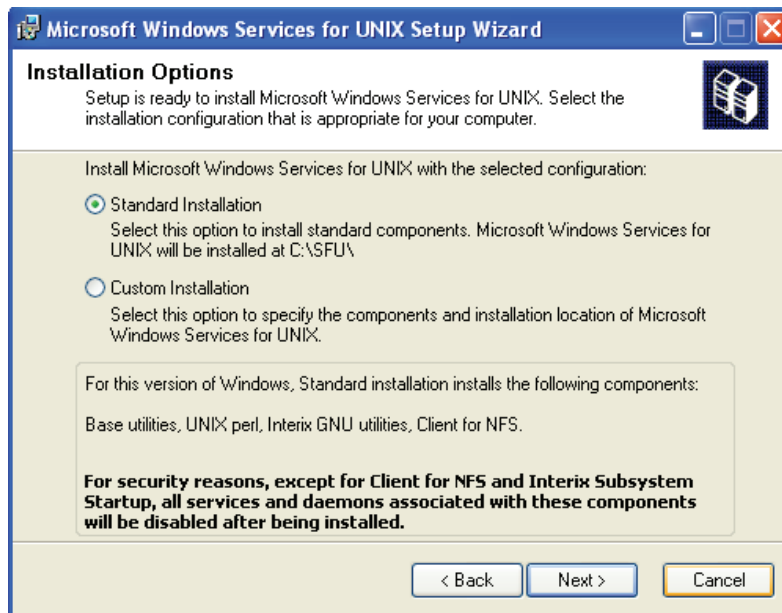 Microsoft Windows Services for UNIX Setup Wizard
Installation Options
Setup is ready to install Microsoft Windows Services for UNIX. Select the
installation configuration that is appropriate for your computer.
Install Microsoft Windows Services for UNIX with the selected configuration:
Standard Installation
Select this option to install standard components. Microsoft Windows Services for
UNIX will be installed at C:\SFU\
Custom Installation
Select this option to specify the components and installation location of Microsoft
Windows Services for UNIX.
For this version of Windows, Standard installation installs the following components:
Base utilities, UNIX perl, Interix GNU utilities, Client for NFS.
For security reasons, except for Client for NFS and Interix Subsystem
Startup, all services and daemons associated with these components
will be disabled after being installed.
< Back
Next >
Cancel